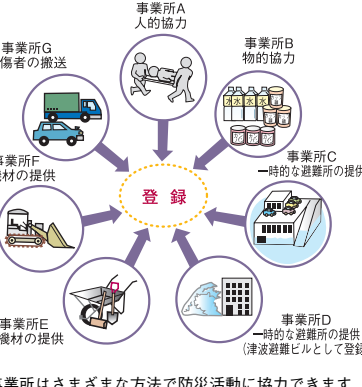 事業所A
人的協力
事業所B
物的協力
事業所C
一時的な避難所の提供
事業所D
一時的な避難所の提供
(津波避難ビルとして登録
事業所E
機材の提供
事業所F
機材の提供
事業所G
傷者の搬送
水 水 水 水
登録
事業所はさまざまな方法で防災活動に協力できます